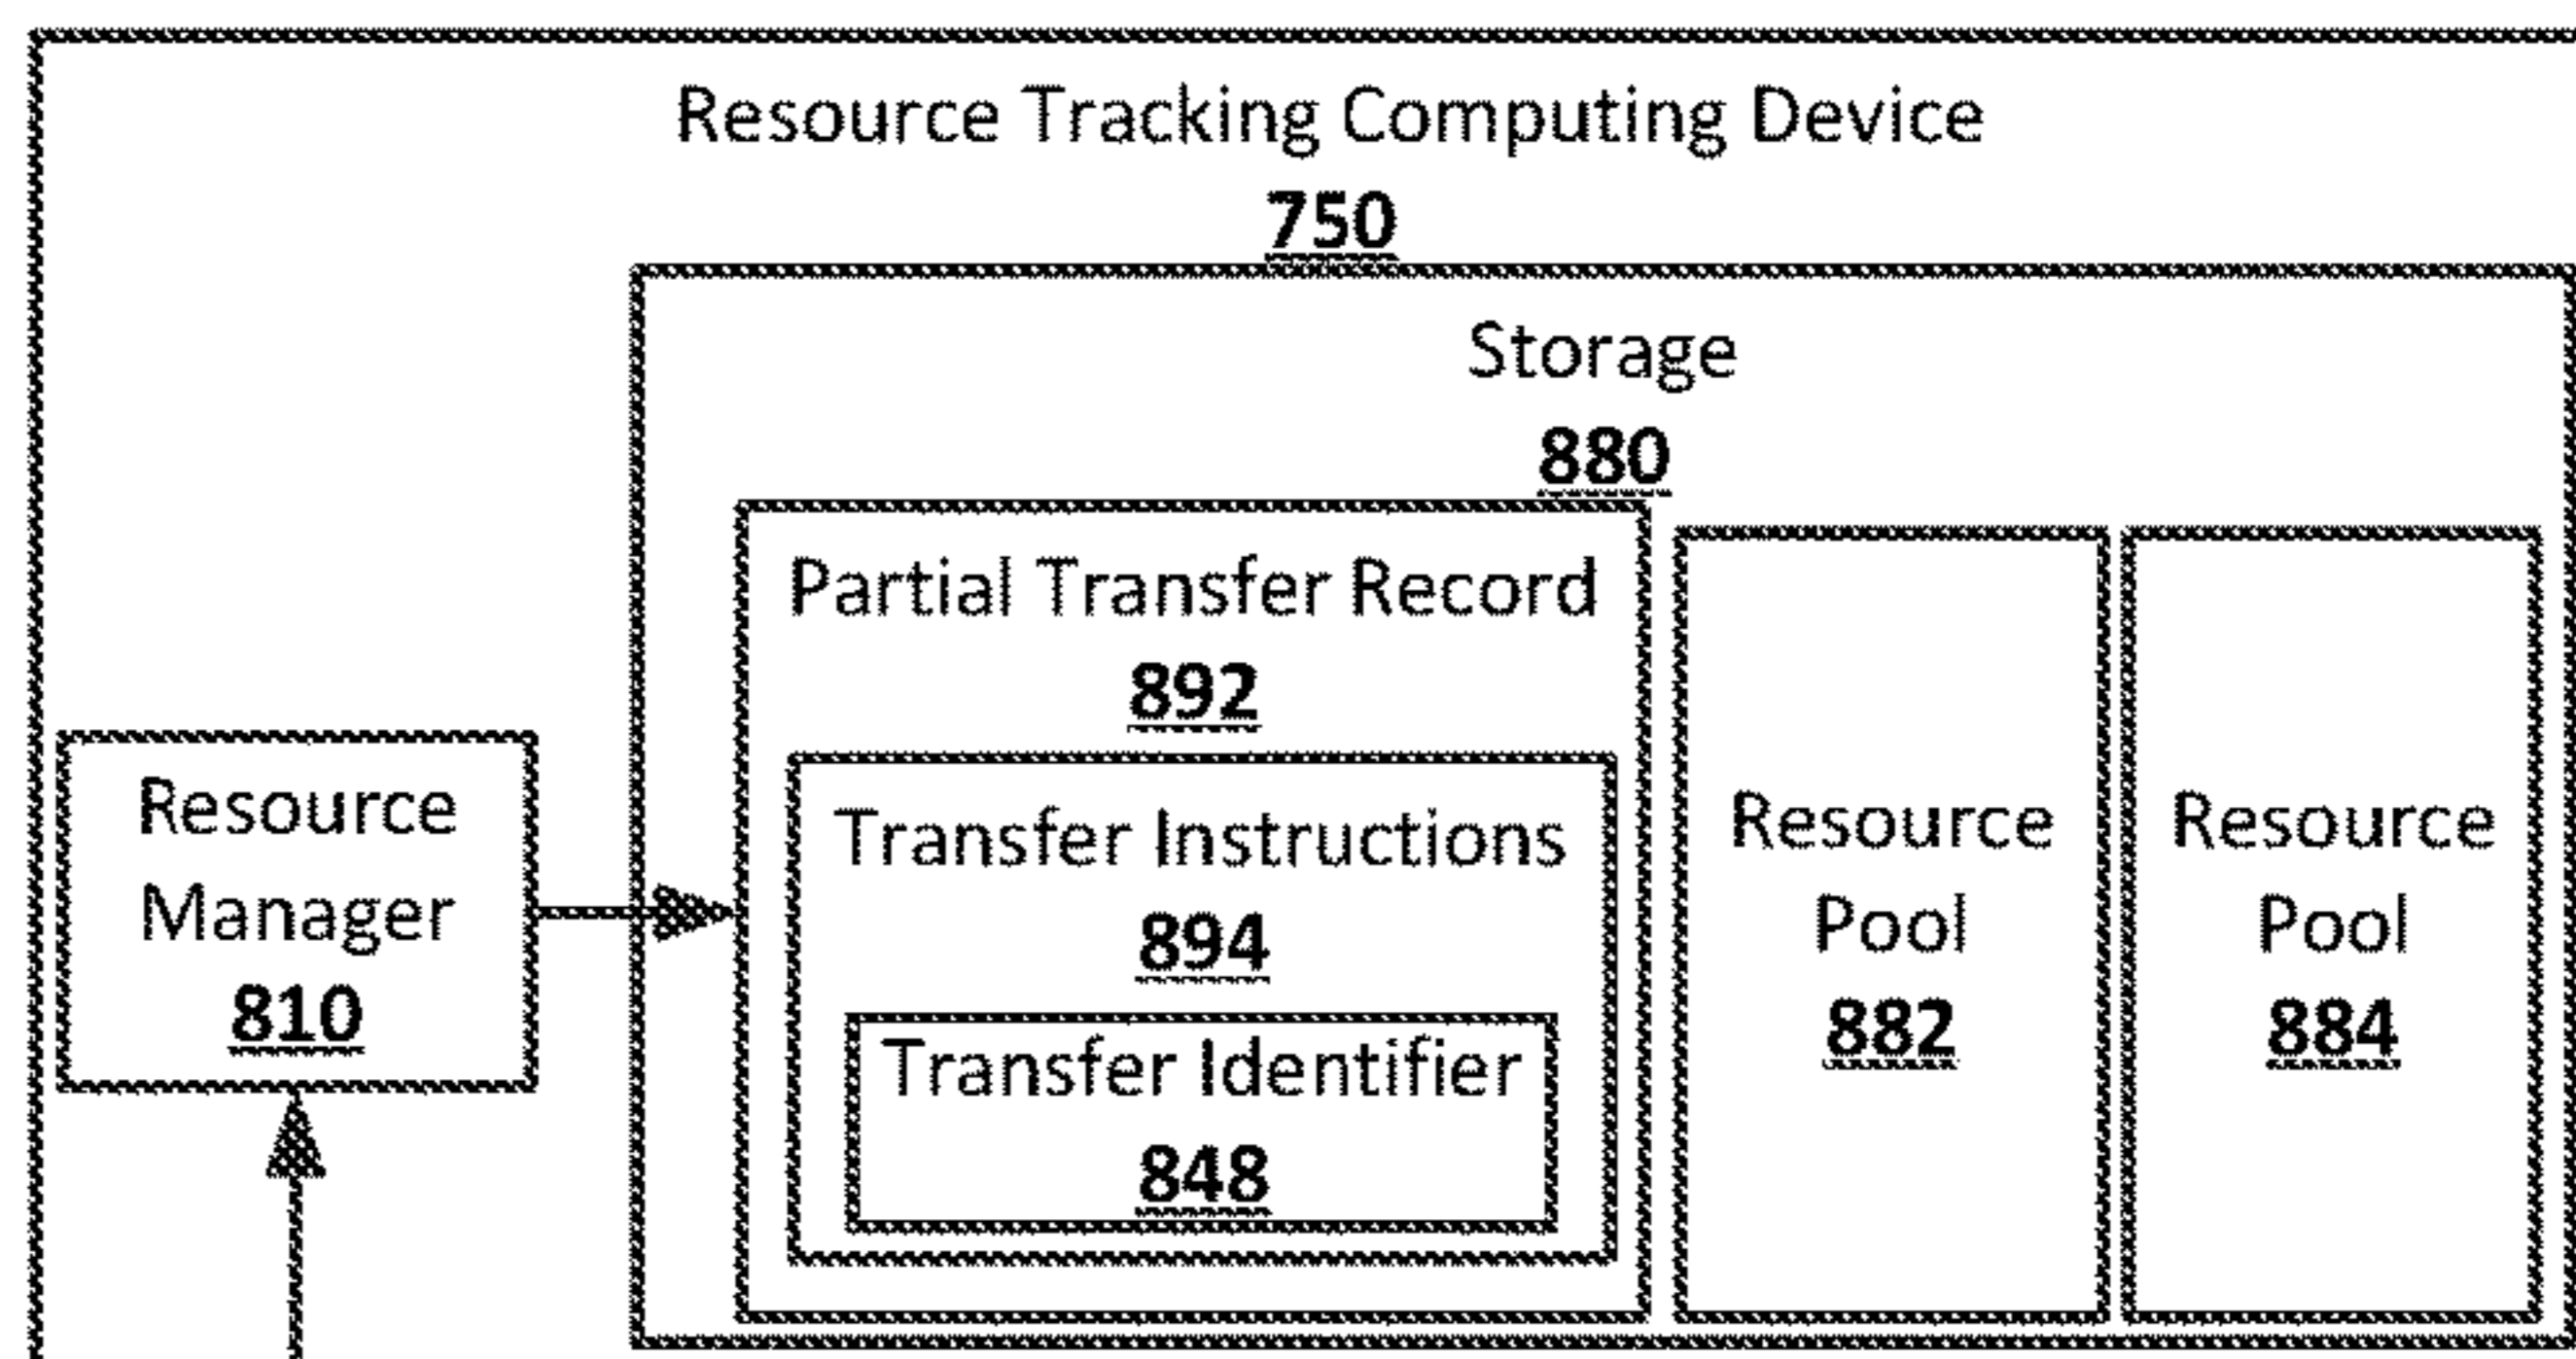 Resource Tracking Computing Device
750
Storage
880
Partial Transfer Record
892
Transfer Instructions
894
Transfer Identifier
848
Resource
Manager
810
Resource
Pool
882
Resource
Pool
884